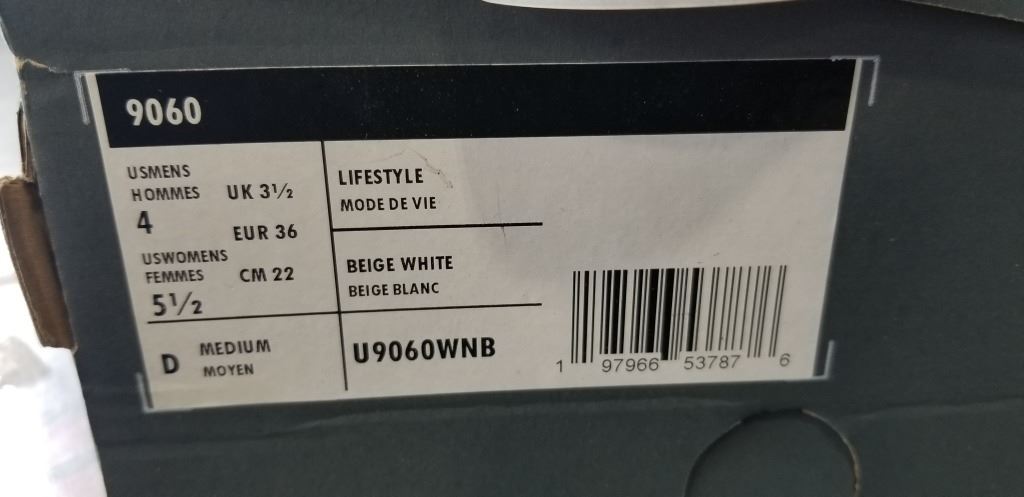 9060
USMENS
HOMMES
4
UK 3½
EUR 36
USWOMENS
FEMMES
5½
CM 22
LIFESTYLE
MODE DE VIE
BEIGE WHITE
BEIGE BLANC
D MEDIUM
MOYEN
U9060WNB
1 97966 53787 6